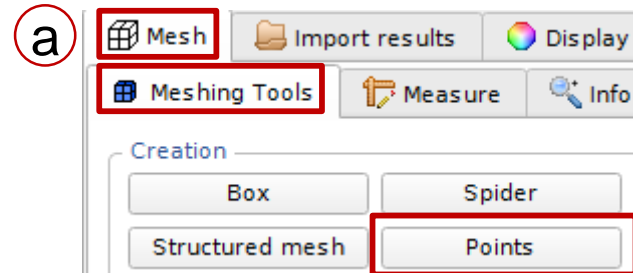 a
Mesh Import results Display
Meshing Tools Measure Info
Creation
Box Spider
Structured mesh Points